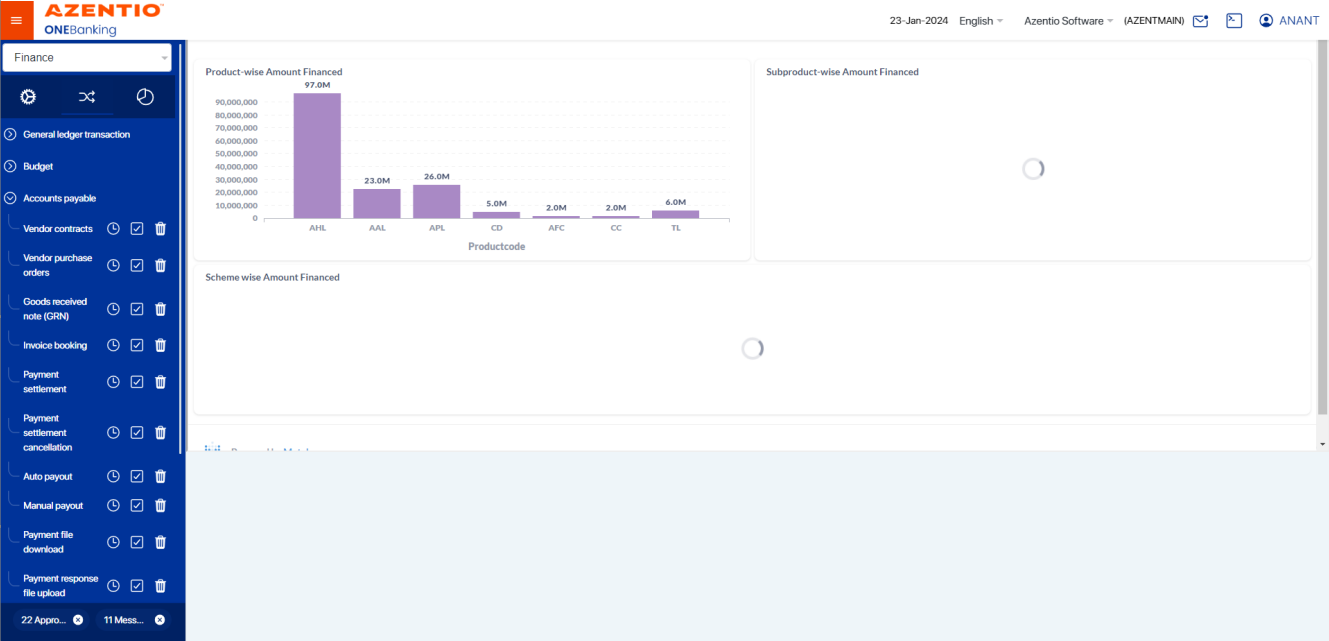 AZENTIO
ONEBanking
23-Jan-2024 English Azentio Software (AZENTMAIN) ANANT
Finance
General ledger transaction
Budget
Accounts payable
Vendor contracts
Vendor purchase
orders
Goods received
note (GRN)
Invoice booking
Payment
settlement
Payment
settlement
cancellation
Auto payout
Manual payout
Payment file
download
Payment response
file upload
22 Appro... 11 Mess...
Product-wise Amount Financed
97.0M
90,000,000
80,000,000
70,000,000
60,000,000
50,000,000
40,000,000
30,000,000
20,000,000
10,000,000
0
23.0M
26.0M
5.0M
2.0M
2.0M
6.0M
AHL AAL APL CD AFC CC TL
Productcode
Subproduct-wise Amount Financed
Scheme wise Amount Financed